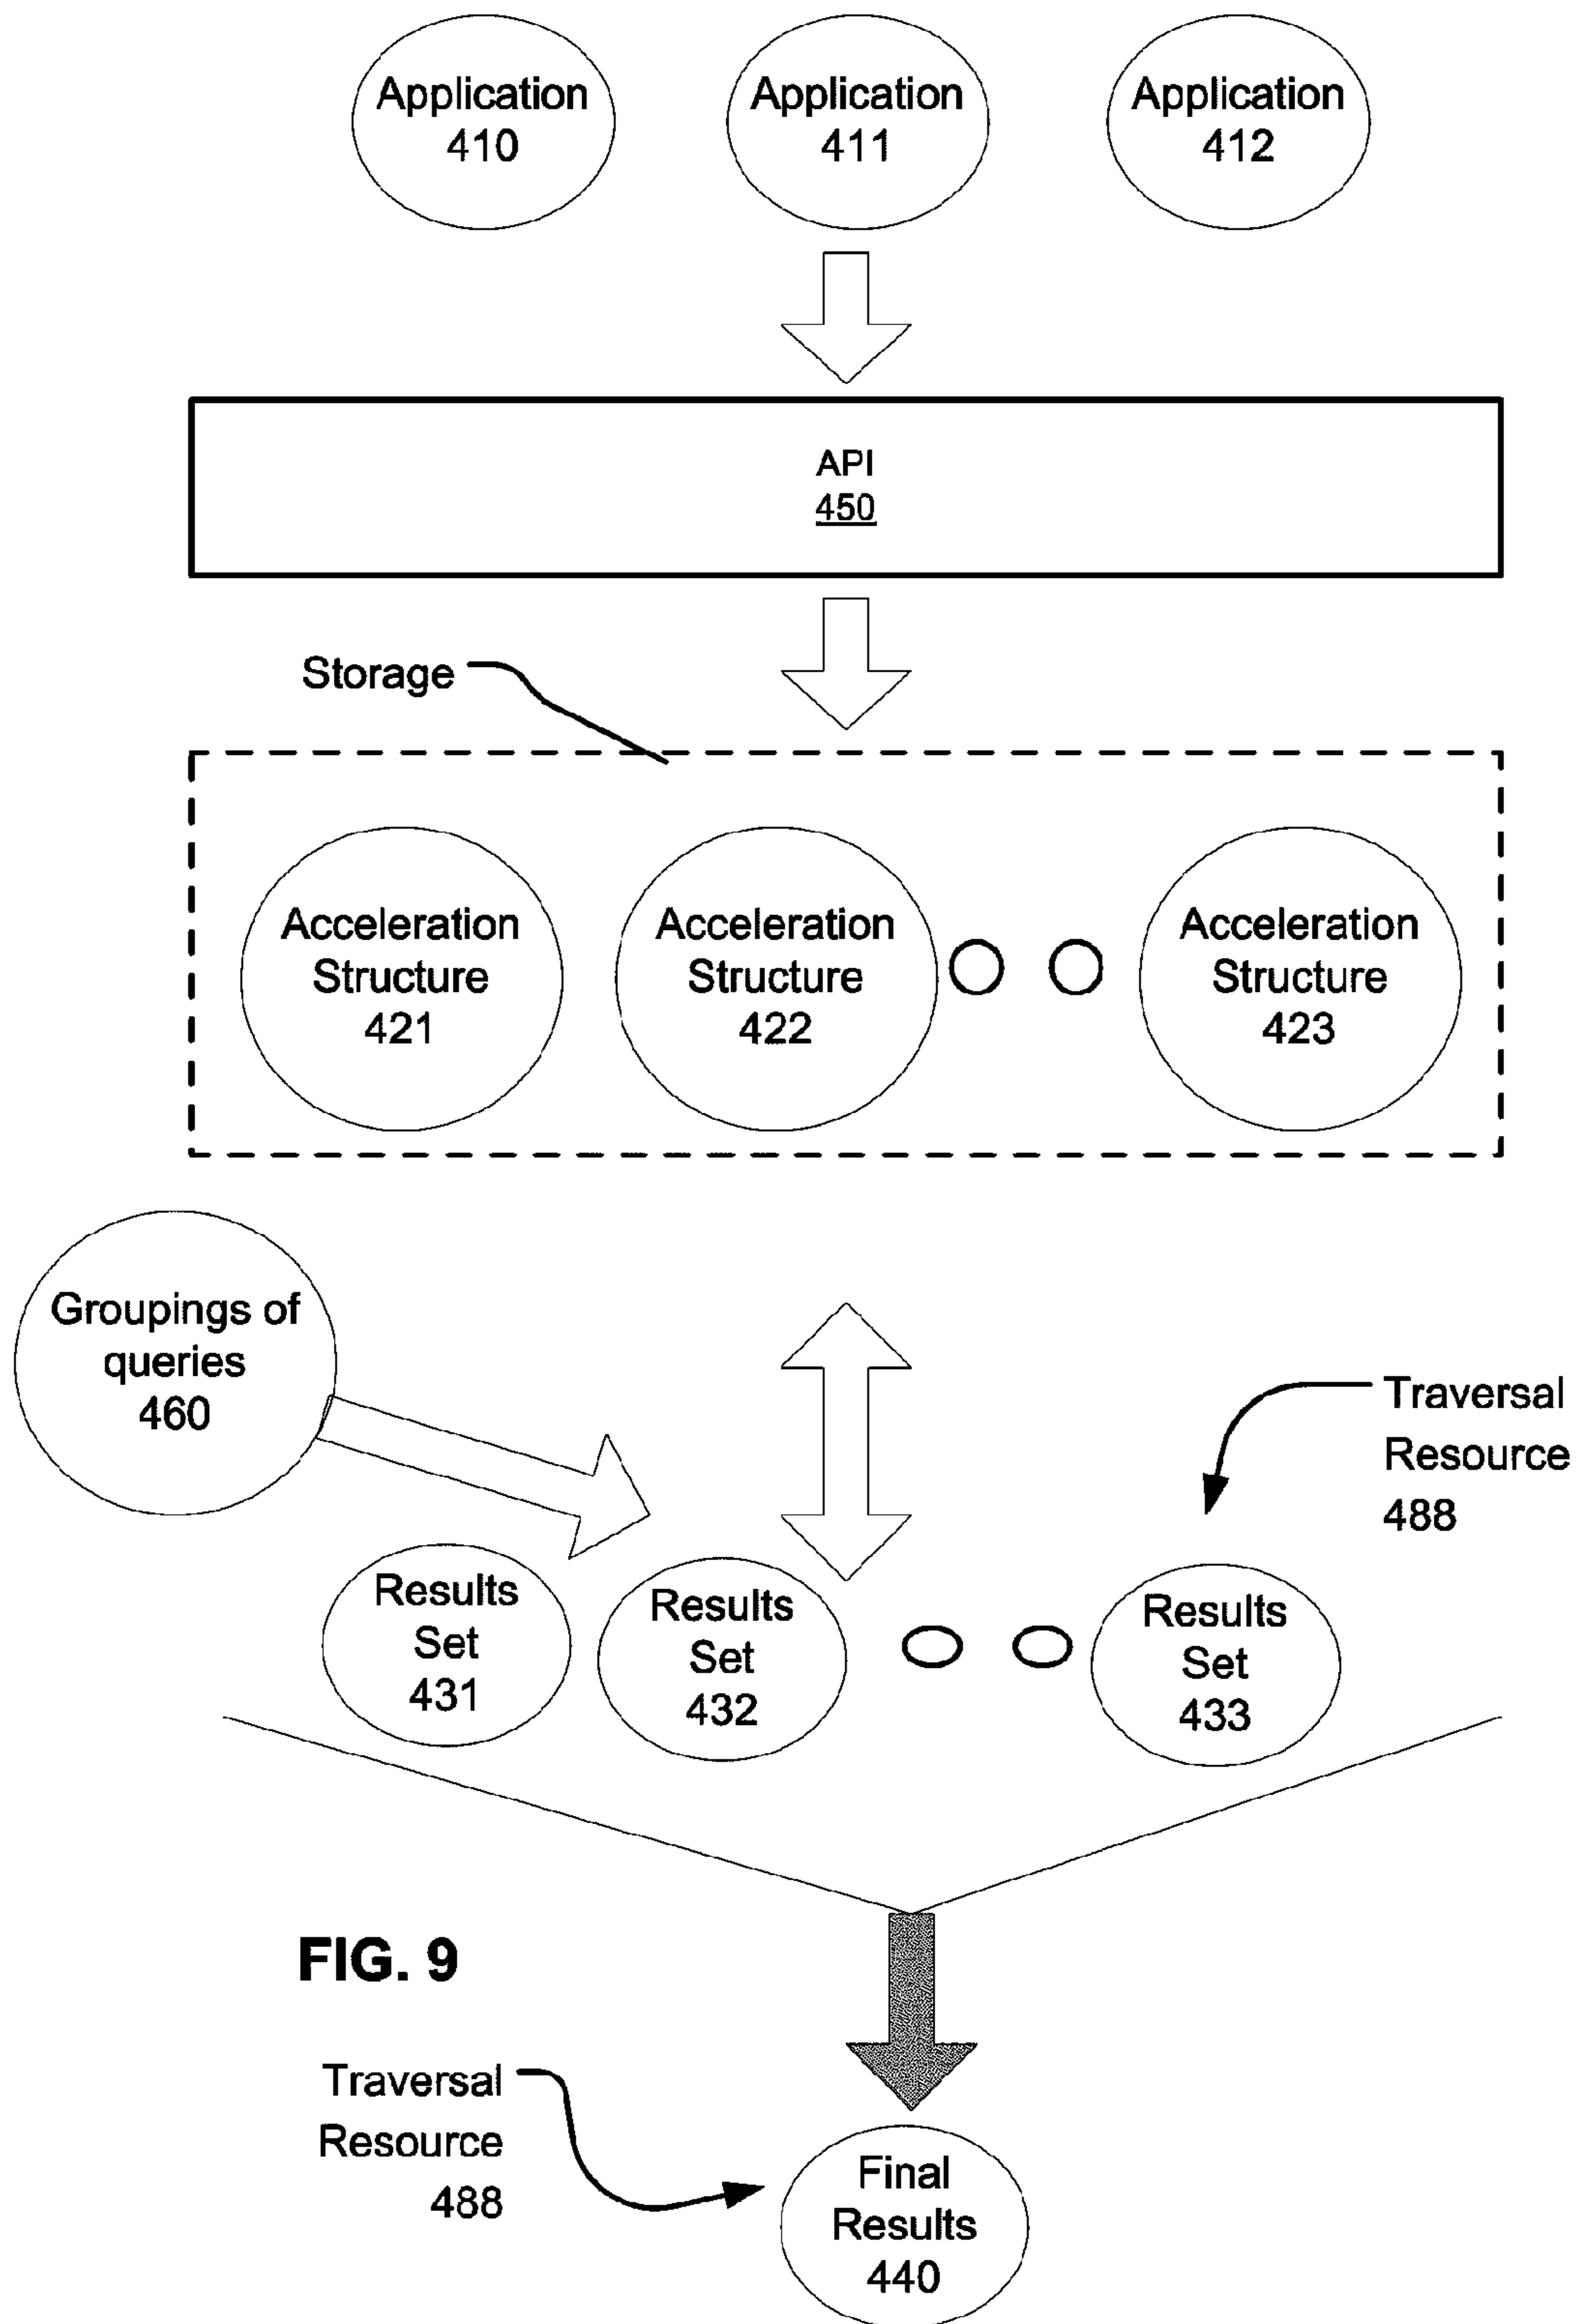 Application
410
Application
411
Application
412
API
450
Storage
Acceleration
Structure
421
Acceleration
Structure
422
Acceleration
Structure
423
Groupings of
queries
460
Traversal
Resource
488
Results
Set
431
Results
Set
432
Results
Set
433
FIG. 9
Traversal
Resource
488
Final
Results
440